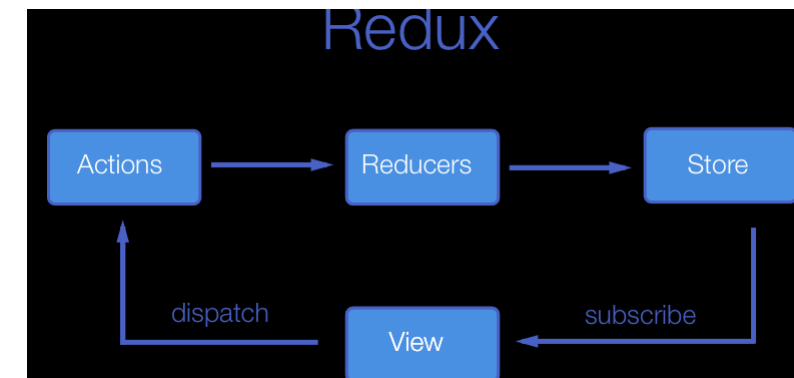 Redux
Actions
Reducers
Store
dispatch
subscribe
View